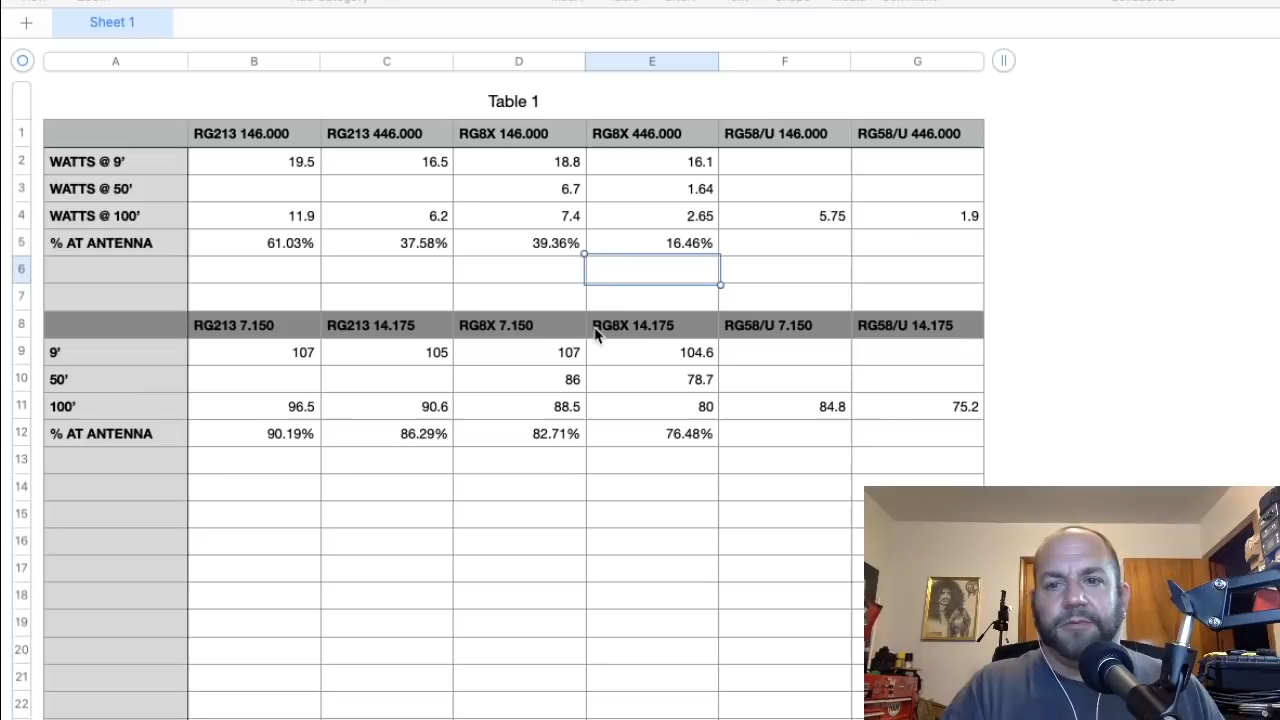 Sheet 1
A B C D E F G
Table 1
1 RG213 146.000 RG213 446.000 RG8X 146.000 RG8X 446.000 RG58/U 146.000 RG58/U 446.000
2 WATTS @ 9’ 19.5 16.5 18.8 16.1
3 WATTS @ 50’ 6.7 1.64
4 WATTS @ 100’ 11.9 6.2 7.4 2.65 5.75 1.9
5 % AT ANTENNA 61.03% 37.58% 39.36% 16.46%
6
7
8 RG213 7.150 RG213 14.175 RG8X 7.150 RG8X 14.175 RG58/U 7.150 RG58/U 14.175
9 9’ 107 105 107 104.6
10 50’ 86 78.7
11 100’ 96.5 90.6 88.5 80 84.8 75.2
12 % AT ANTENNA 90.19% 86.29% 82.71% 76.48%
13
14
15
16
17
18
19
20
21
22